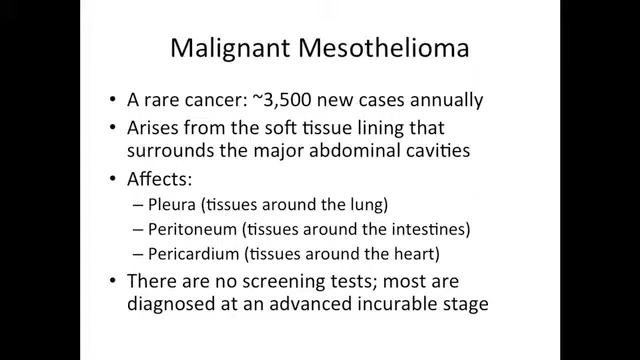 Malignant Mesothelioma
• A rare cancer: ~3,500 new cases annually
• Arises from the soft tissue lining that
surrounds the major abdominal cavities
• Affects:
– Pleura (tissues around the lung)
– Peritoneum (tissues around the intestines)
– Pericardium (tissues around the heart)
• There are no screening tests; most are
diagnosed at an advanced incurable stage